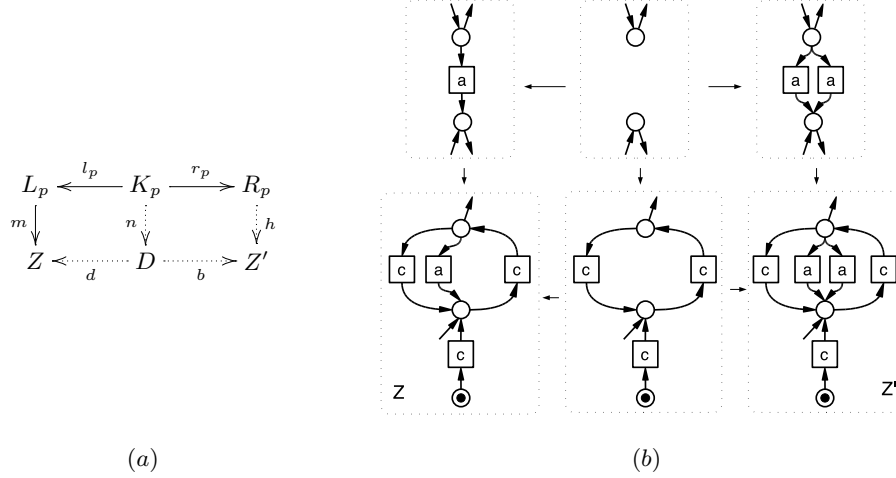 a
a a
l_p r_p
L_p K_p R_p
m n h
Z D Z′
d b
c a c
c c
c a a c
c c c
Z Z'
(a) (b)